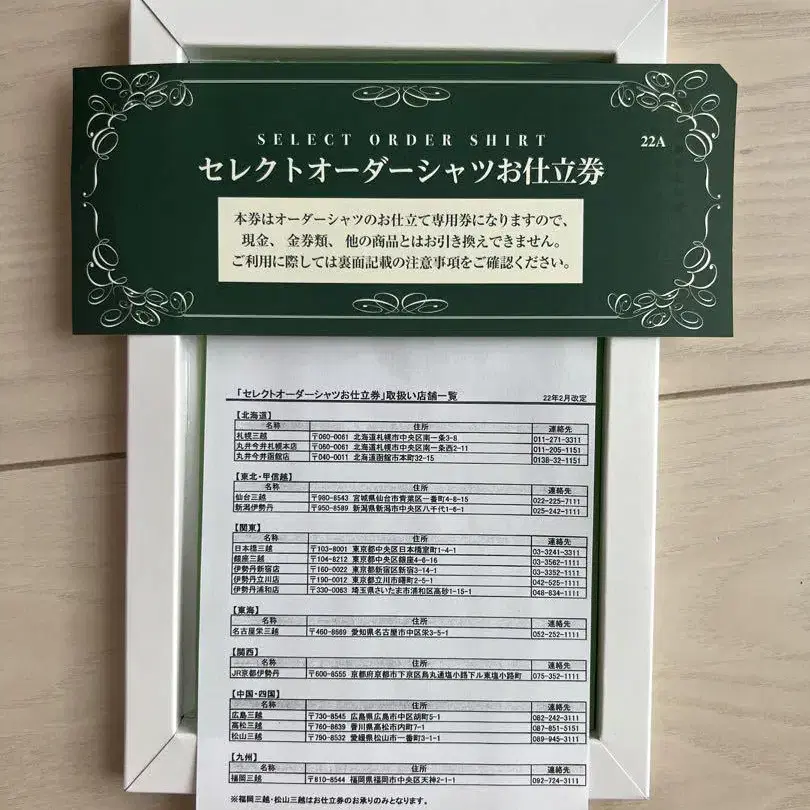 SELECT ORDER SHIRT
22A
セレクトオーダーシャツお仕立券
本券はオーダーシャツのお仕立て専用券になりますので、
現金、金券類、他の商品とはお引き換えできません。
ご利用に際しては裏面記載の注意事項をご確認ください。
「セレクトオーダーシャツお仕立券」取扱い店舗一覧 22年2月改定
【北海道】
名称 住所 連絡先
札幌三越 〒060-0061 北海道札幌市中央区南一条3-8 011-271-3311
丸井今井札幌本店 〒060-0061 北海道札幌市中央区南一条西2-11 011-205-1151
丸井今井函館店 〒040-0011 北海道函館市本町32-15 0138-32-1151
【東北・甲信越】
名称 住所 連絡先
仙台三越 〒980-8543 宮城県仙台市青葉区一番町4-8-15 022-225-7111
新潟伊勢丹 〒950-8589 新潟県新潟市中央区八千代1-6-1 025-242-1111
【関東】
名称 住所 連絡先
日本橋三越 〒103-8001 東京都中央区日本橋室町1-4-1 03-3241-3311
銀座三越 〒104-8212 東京都中央区銀座4-6-16 03-3562-1111
伊勢丹新宿店 〒160-0022 東京都新宿区新宿3-14-1 03-3352-1111
伊勢丹立川店 〒190-0012 東京都立川市曙町2-5-1 042-525-1111
伊勢丹浦和店 〒330-0063 埼玉県さいたま市浦和区高砂1-15-1 048-834-1111
【東海】
名称 住所 連絡先
名古屋栄三越 〒460-8669 愛知県名古屋市中区栄3-5-1 052-252-1111
【関西】
名称 住所 連絡先
JR京都伊勢丹 〒600-8555 京都府京都市下京区烏丸通塩小路下ル東塩小路町 075-352-1111
【中国・四国】
名称 住所 連絡先
広島三越 〒730-8545 広島県広島市中区胡町5-1 082-242-3111
高松三越 〒760-8639 香川県高松市内町7-1 087-851-5151
松山三越 〒790-8532 愛媛県松山市一番町3-1-1 089-945-3111
【九州】
名称 住所 連絡先
福岡三越 〒810-8544 福岡県福岡市中央区天神2-1-1 092-724-3111
※福岡三越・松山三越はお仕立券のお承りのみとなります。